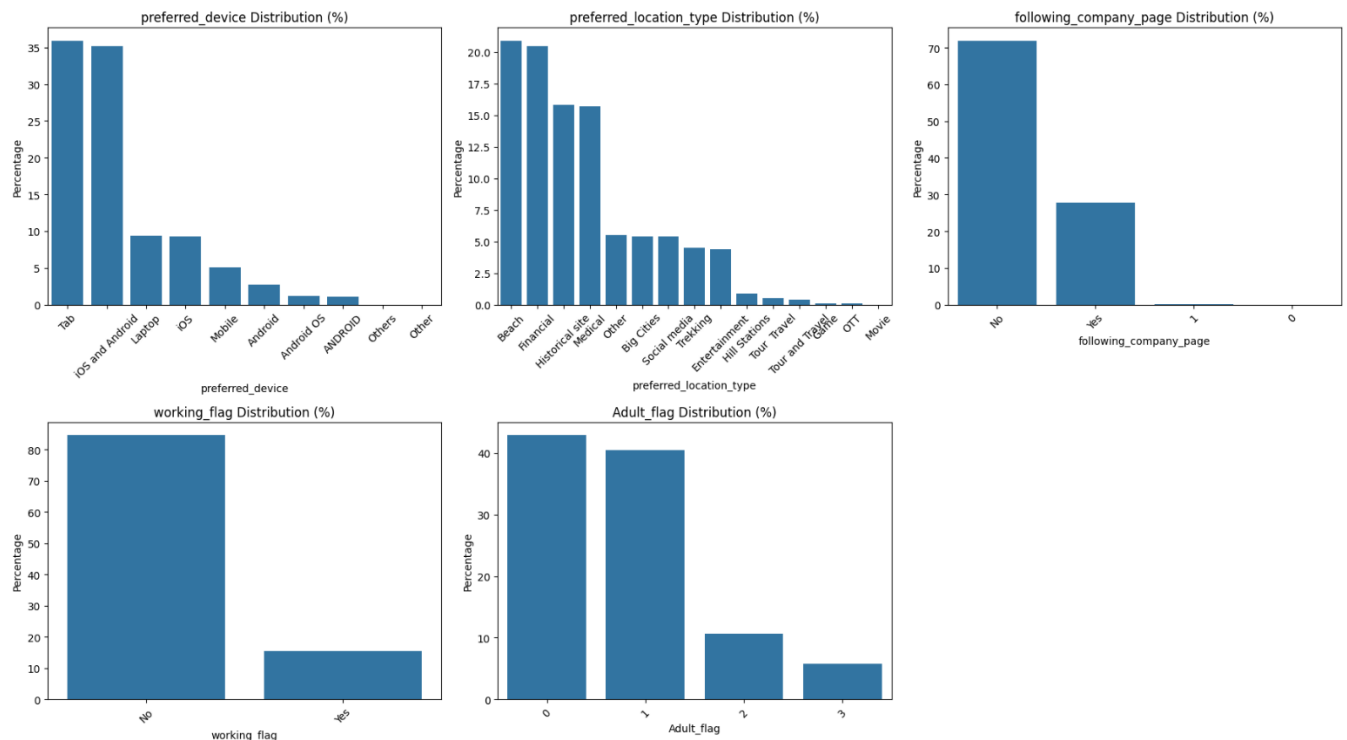 preferred_device Distribution (%)
35
30
25
20
15
10
5
0
Percentage
Tab
iOS and Android
Laptop
iOS
Mobile
Android
Android OS
ANDROID
Others
Other
preferred_device
preferred_location_type Distribution (%)
20.0
17.5
15.0
12.5
10.0
7.5
5.0
2.5
0.0
Percentage
Beach
Financial
Historical site
Medical
Other
Big Cities
Social media
Trekking
Entertainment
Hill Stations
Tour Travel
Tour and Travel
Game
OTT
Movie
preferred_location_type
following_company_page Distribution (%)
70
60
50
40
30
20
10
0
Percentage
No
Yes
1
0
following_company_page
working_flag Distribution (%)
80
70
60
50
40
30
20
10
0
Percentage
No
Yes
working_flag
Adult_flag Distribution (%)
40
30
20
10
0
Percentage
0
1
2
3
Adult_flag